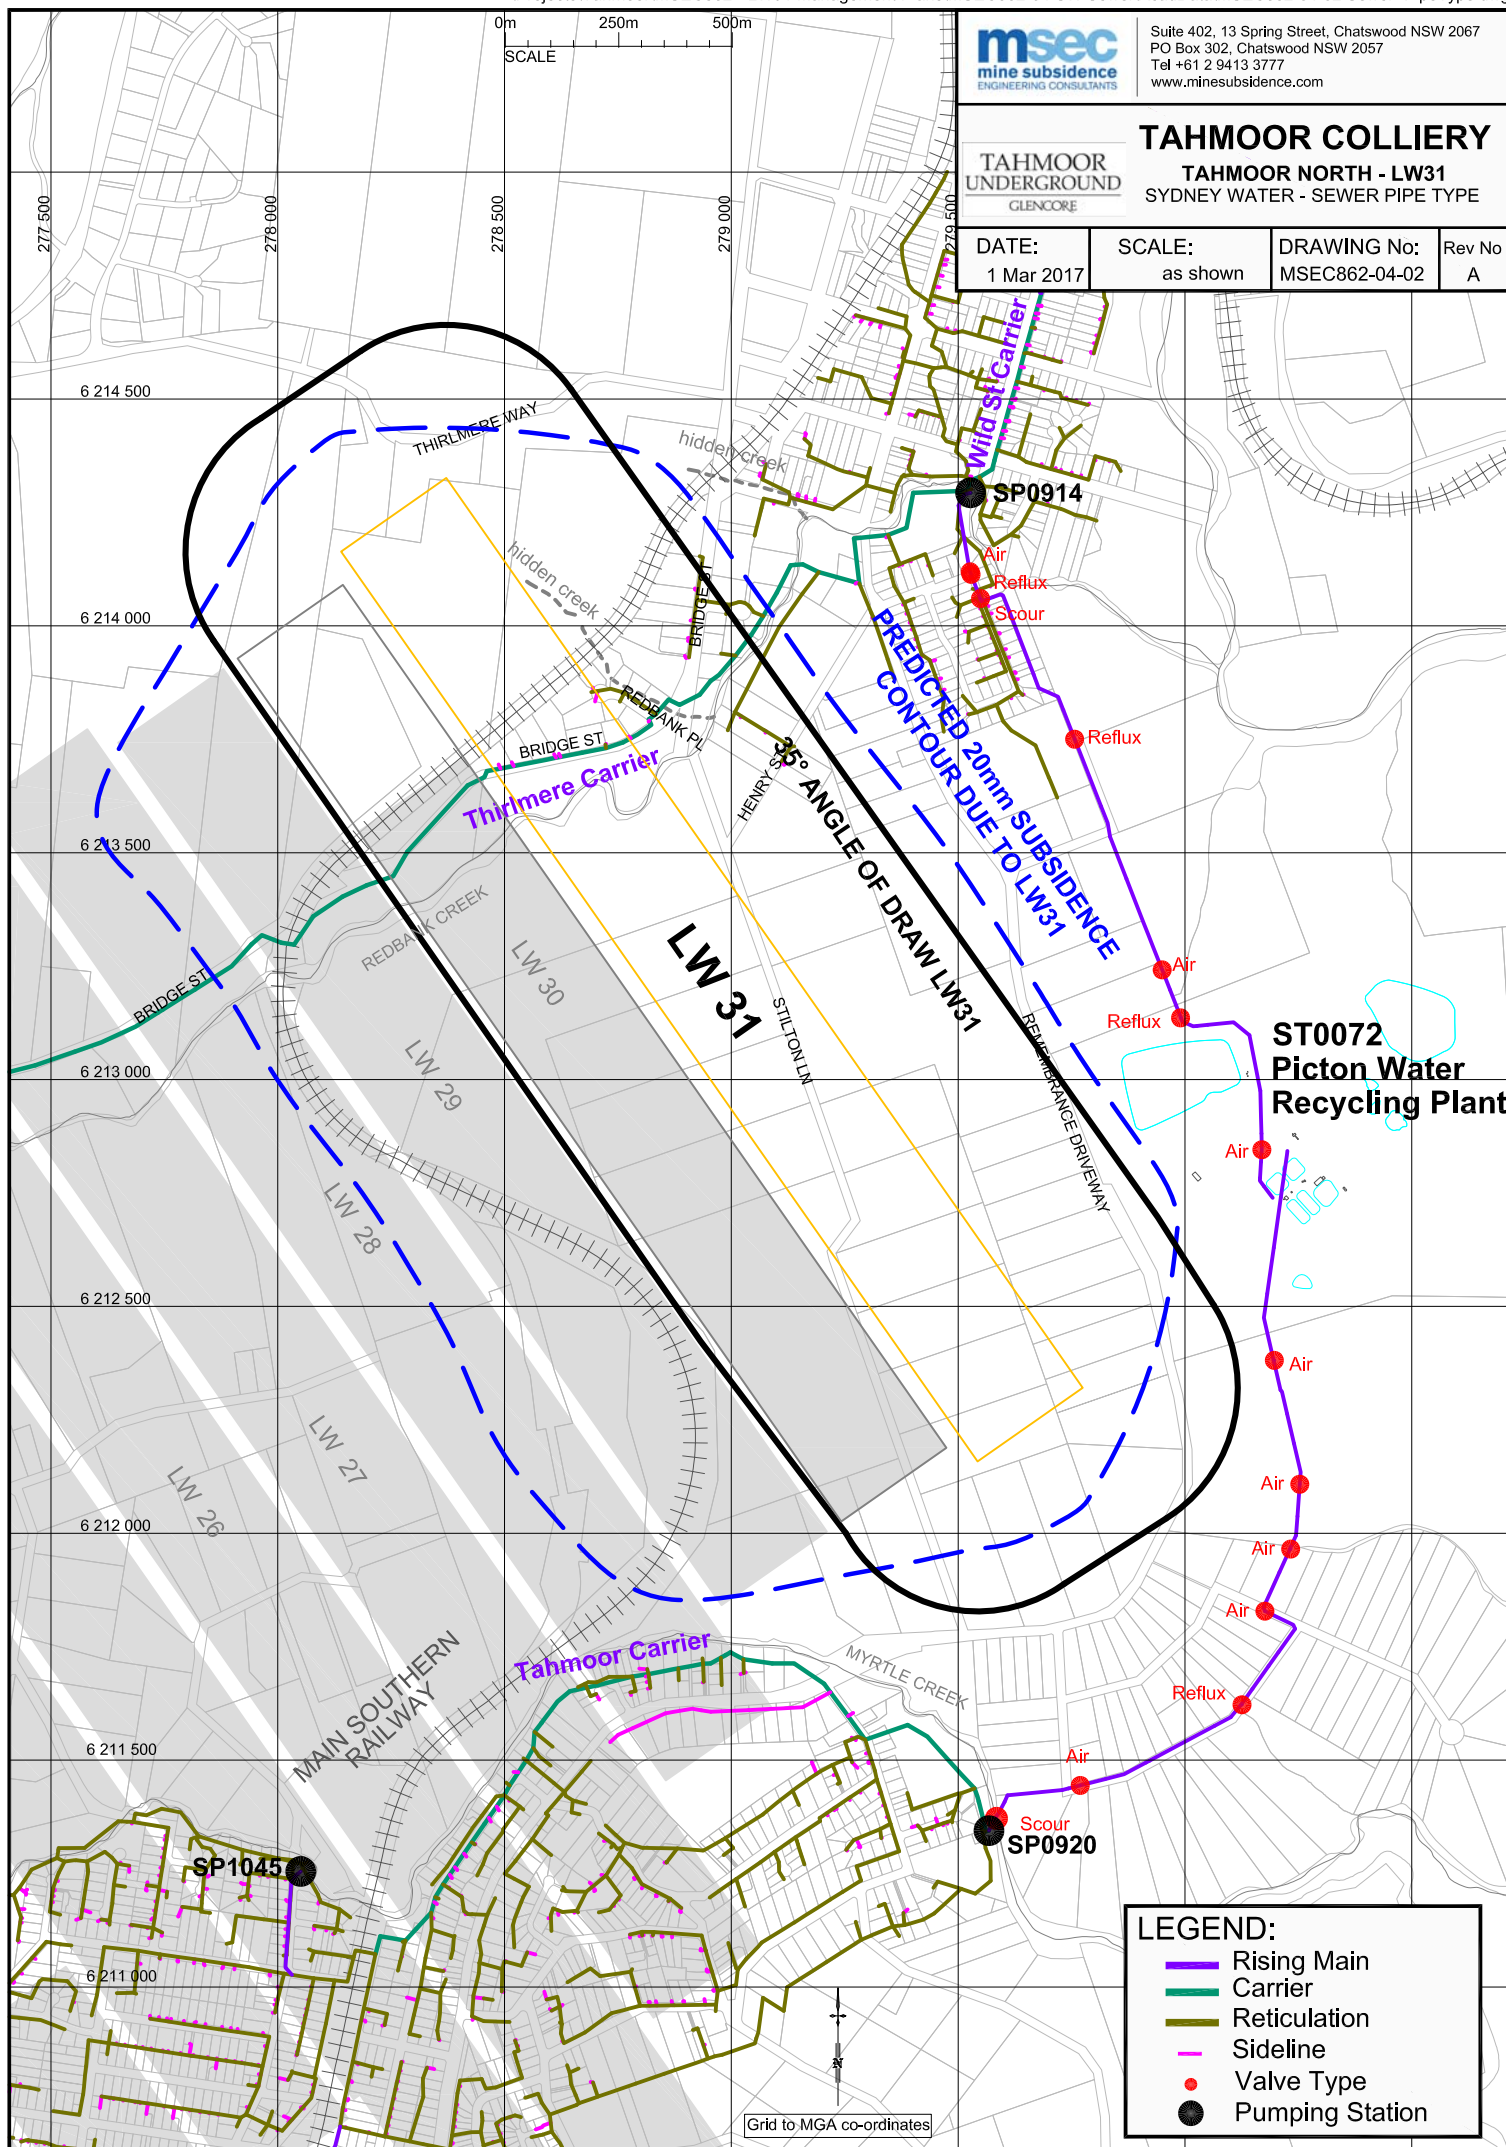 0m 250m 500m
SCALE
msec
mine subsidence
ENGINEERING CONSULTANTS
Suite 402, 13 Spring Street, Chatswood NSW 2067
PO Box 302, Chatswood NSW 2057
Tel +61 2 9413 3777
www.minesubsidence.com
TAHMOOR
UNDERGROUND
GLENCORE
TAHMOOR COLLIERY
TAHMOOR NORTH - LW31
SYDNEY WATER - SEWER PIPE TYPE
DATE:
1 Mar 2017
SCALE:
as shown
DRAWING No:
MSEC862-04-02
Rev No
A
277 500
278 000
278 500
279 000
279 500
Wild St Carrier
6 214 500
THIRLMERE WAY
hidden creek
SP0914
hidden creek
Air
Reflux
Scour
BRIDGE ST
6 214 000
PREDICTED 20mm SUBSIDENCE
CONTOUR DUE TO LW31
REDBANK PL
BRIDGE ST
Thirlmere Carrier
HENRY ST
Reflux
35° ANGLE OF DRAW LW31
6 213 500
REDBANK CREEK
LW 30
LW 31
BRIDGE ST
STILTON LN
REMEMBRANCE DRIVEWAY
Air
Reflux
ST0072
Picton Water
Recycling Plant
6 213 000
LW 29
Air
LW 28
6 212 500
Air
LW 27
LW 26
Air
6 212 000
Air
Air
Tahmoor Carrier
MYRTLE CREEK
MAIN SOUTHERN
RAILWAY
Reflux
6 211 500
Air
Scour
SP0920
SP1045
6 211 000
N
Grid to MGA co-ordinates
LEGEND:
Rising Main
Carrier
Reticulation
Sideline
Valve Type
Pumping Station